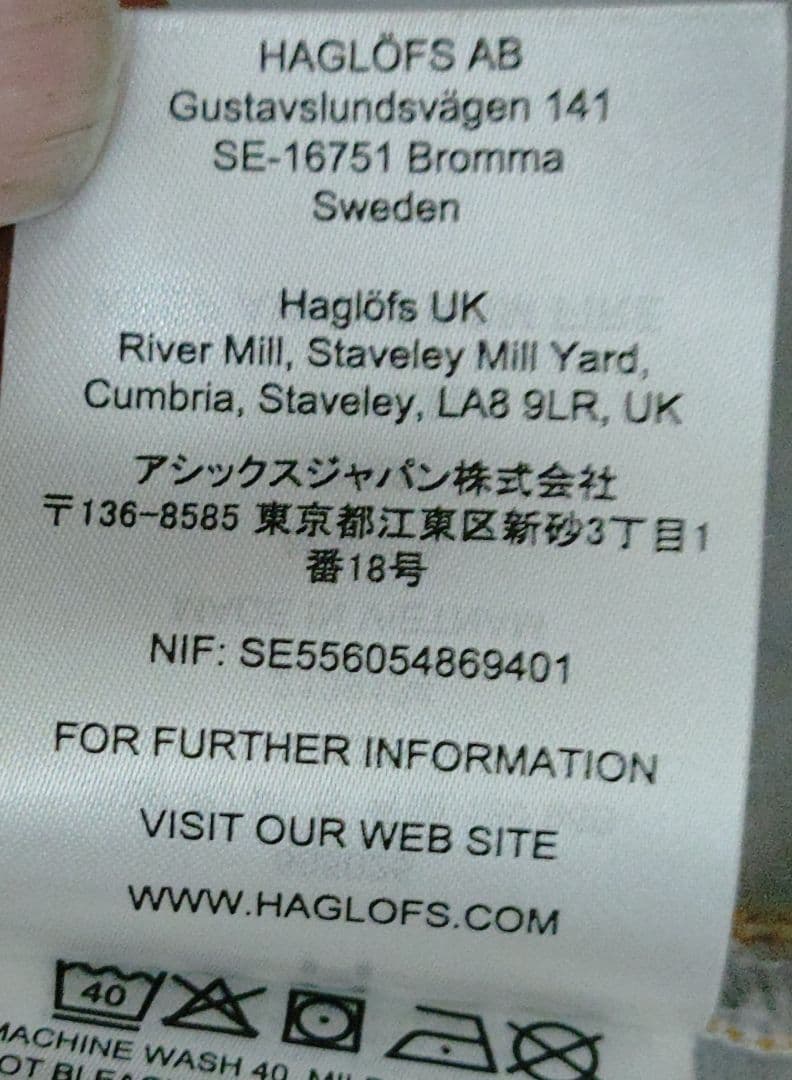 HAGLÖFS AB
Gustavslundsvägen 141
SE-16751 Bromma
Sweden
Haglöfs UK
River Mill, Staveley Mill Yard,
Cumbria, Staveley, LA8 9LR, UK
アシックスジャパン株式会社
〒136-8585 東京都江東区新砂3丁目1
番18号
NIF: SE556054869401
FOR FURTHER INFORMATION
VISIT OUR WEB SITE
WWW.HAGLOFS.COM
40
MACHINE WASH 40